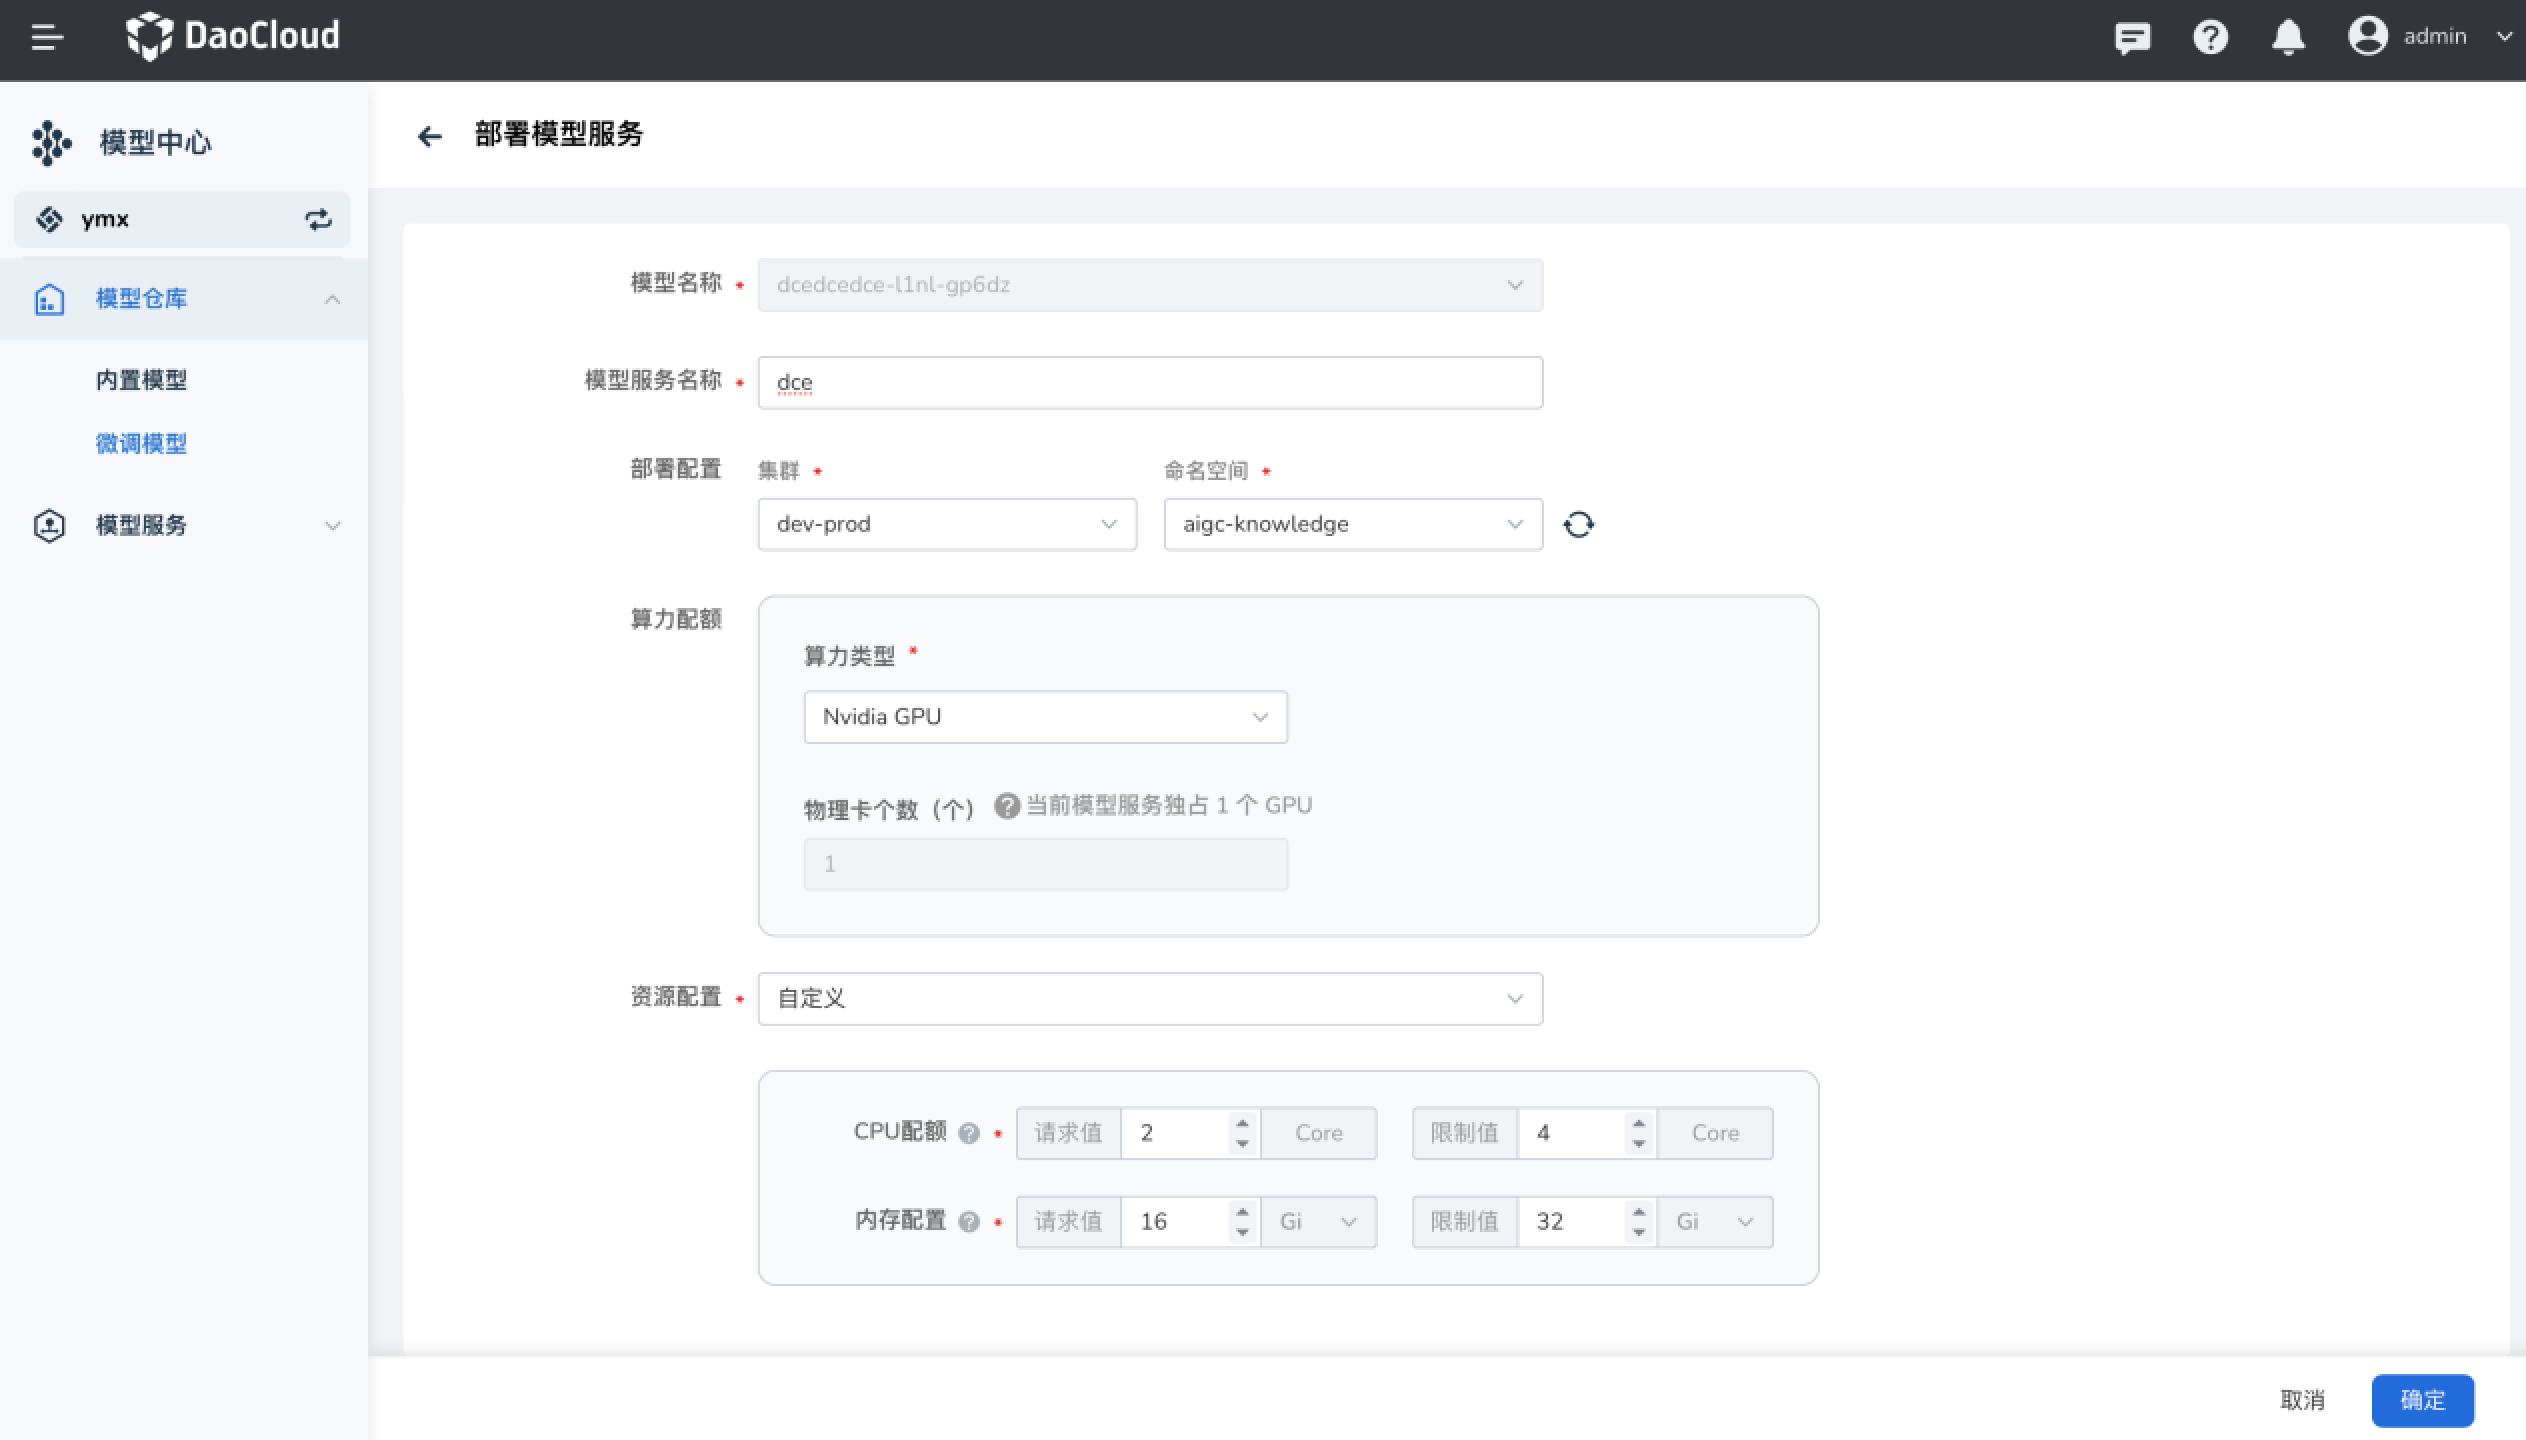 DaoCloud
admin
模型中心
ymx
模型仓库
内置模型
微调模型
模型服务
部署模型服务
模型名称 * dcedcedce-l1nl-gp6dz
模型服务名称 * dce
部署配置 集群 * 命名空间 *
dev-prod aigc-knowledge
算力配额
算力类型 *
Nvidia GPU
物理卡个数（个） ? 当前模型服务独占 1 个 GPU
1
资源配置 * 自定义
CPU配额 ? * 请求值 2 Core 限制值 4 Core
内存配置 ? * 请求值 16 Gi 限制值 32 Gi
取消 确定